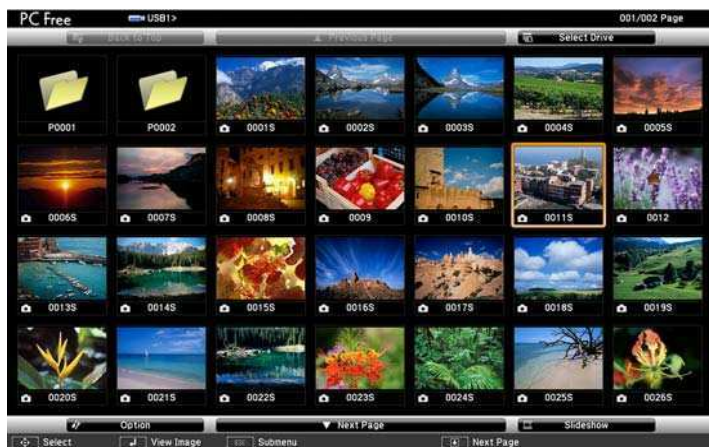 PC Free USB1> 001/002 Page
Back to Top Previous Page Select Drive
P0001 P0002 0001S 0002S 0003S 0004S 0005S
0006S 0007S 0008S 0009 0010S 0011S 0012
0013S 0014S 0015S 0016S 0017S 0018S 0019S
0020S 0021S 0022S 0023S 0024S 0025S 0026S
Option Next Page Slideshow
Select View Image Esc Submenu Next Page